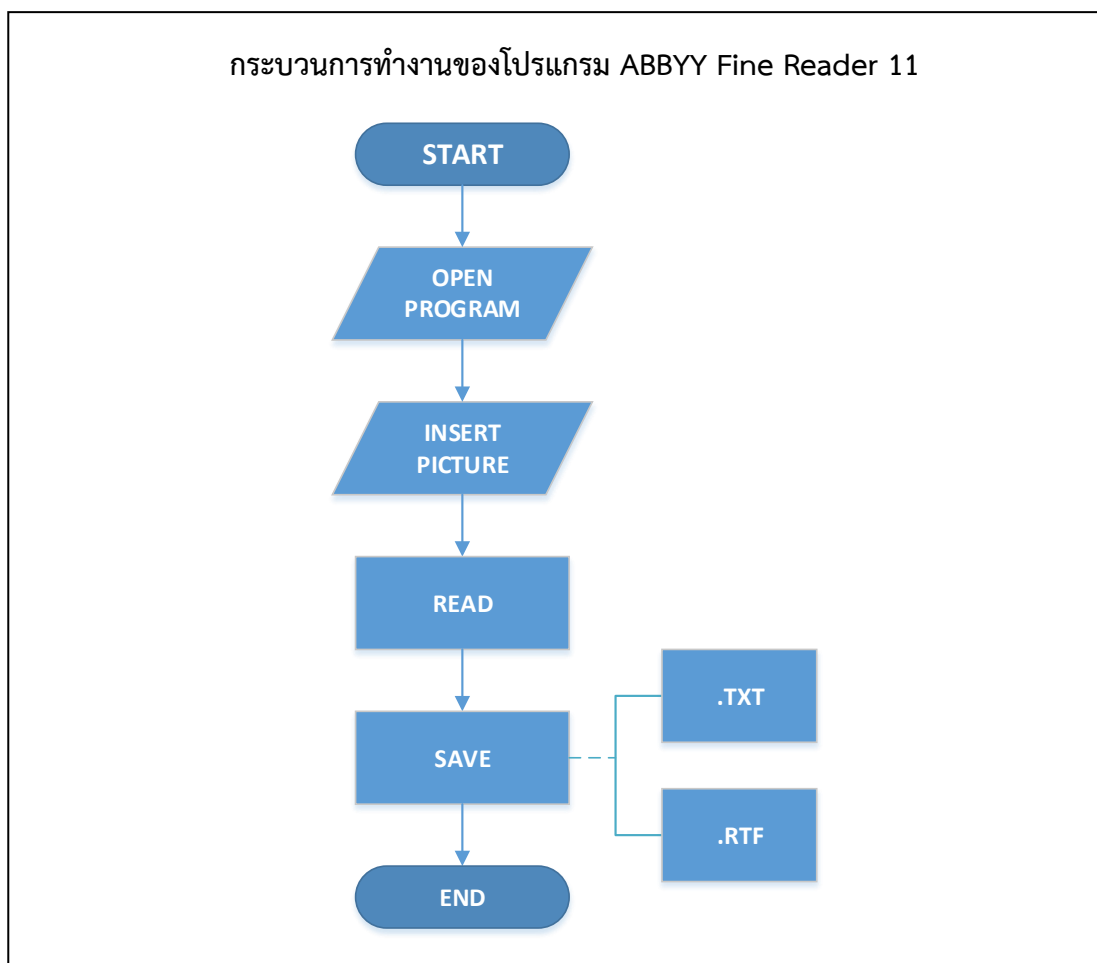 กระบวนการทำงานของโปรแกรม ABBYY Fine Reader 11
START
OPEN
PROGRAM
INSERT
PICTURE
READ
SAVE
.TXT
.RTF
END